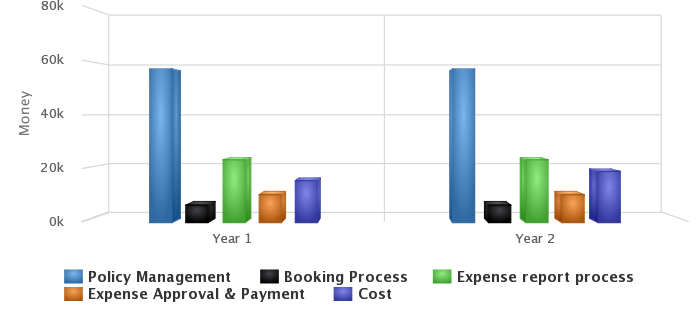 80k
60k
Money
40k
20k
0k
Year 1 Year 2
Policy Management Booking Process Expense report process
Expense Approval & Payment Cost